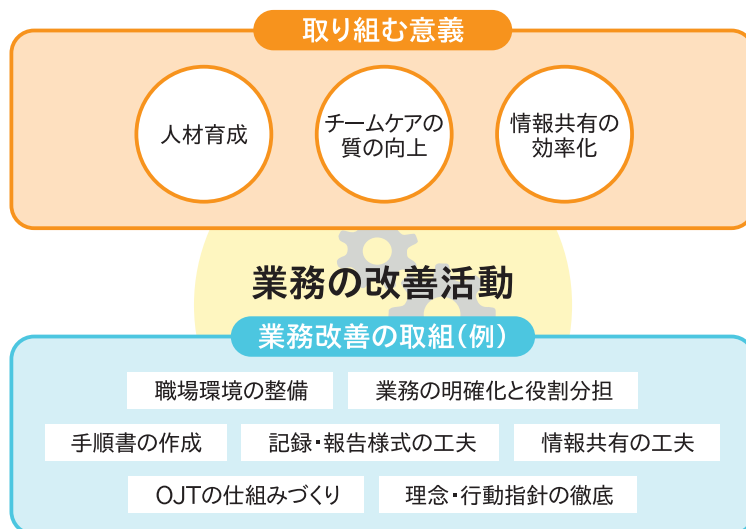 取り組む意義
人材育成
チームケアの
質の向上
情報共有の
効率化
業務の改善活動
業務改善の取組(例)
職場環境の整備
業務の明確化と役割分担
手順書の作成
記録・報告様式の工夫
情報共有の工夫
OJTの仕組みづくり
理念・行動指針の徹底